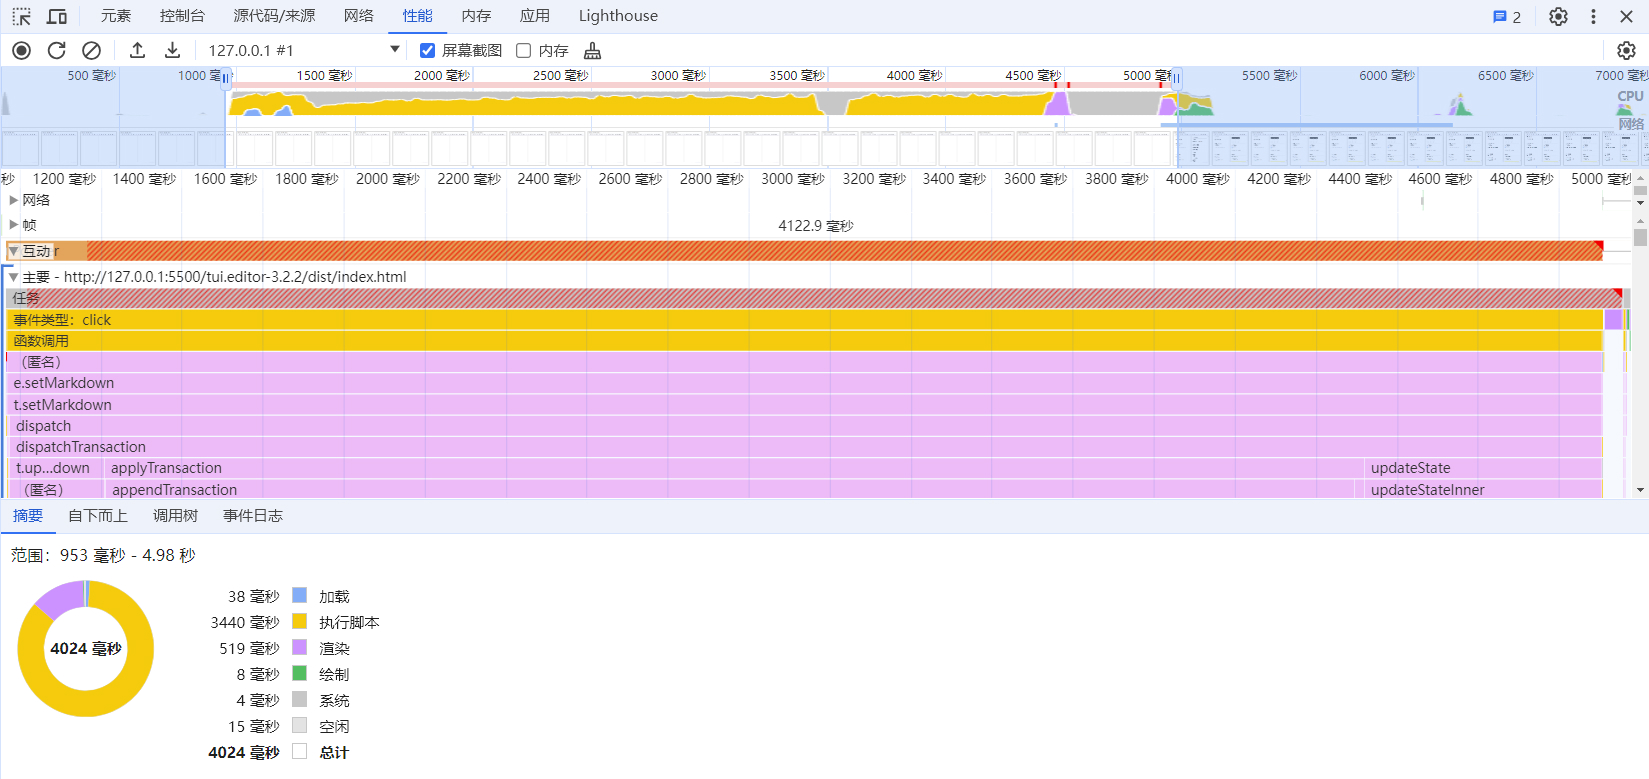 元素 控制台 源代码/来源 网络 性能 内存 应用 Lighthouse 2
127.0.0.1 #1 屏幕截图 内存
500 毫秒 1000 毫秒 1500 毫秒 2000 毫秒 2500 毫秒 3000 毫秒 3500 毫秒 4000 毫秒 4500 毫秒 5000 毫秒 5500 毫秒 6000 毫秒 6500 毫秒 7000 毫秒
CPU
网络
秒 1200 毫秒 1400 毫秒 1600 毫秒 1800 毫秒 2000 毫秒 2200 毫秒 2400 毫秒 2600 毫秒 2800 毫秒 3000 毫秒 3200 毫秒 3400 毫秒 3600 毫秒 3800 毫秒 4000 毫秒 4200 毫秒 4400 毫秒 4600 毫秒 4800 毫秒 5000 毫秒
网络
帧 4122.9 毫秒
互动 r
主要 - http://127.0.0.1:5500/tui.editor-3.2.2/dist/index.html
任务
事件类型：click
函数调用
（匿名）
e.setMarkdown
t.setMarkdown
dispatch
dispatchTransaction
t.up...down applyTransaction updateState
（匿名） appendTransaction updateStateInner
摘要 自下而上 调用树 事件日志
范围：953 毫秒 - 4.98 秒
4024 毫秒
38 毫秒 加载
3440 毫秒 执行脚本
519 毫秒 渲染
8 毫秒 绘制
4 毫秒 系统
15 毫秒 空闲
4024 毫秒 总计